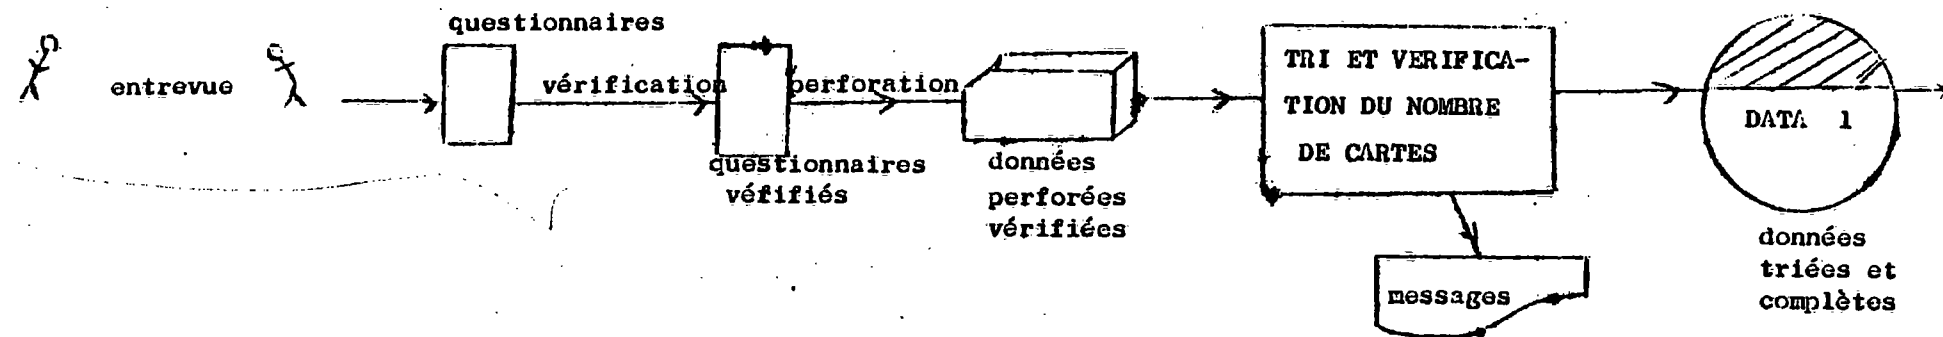 questionnaires
entrevue
vérification
perforation
questionnaires
véfifiés
données
perforées
vérifiées
TRI ET VERIFICA-
TION DU NOMBRE
DE CARTES
messages
DATA 1
données
triées et
complètes